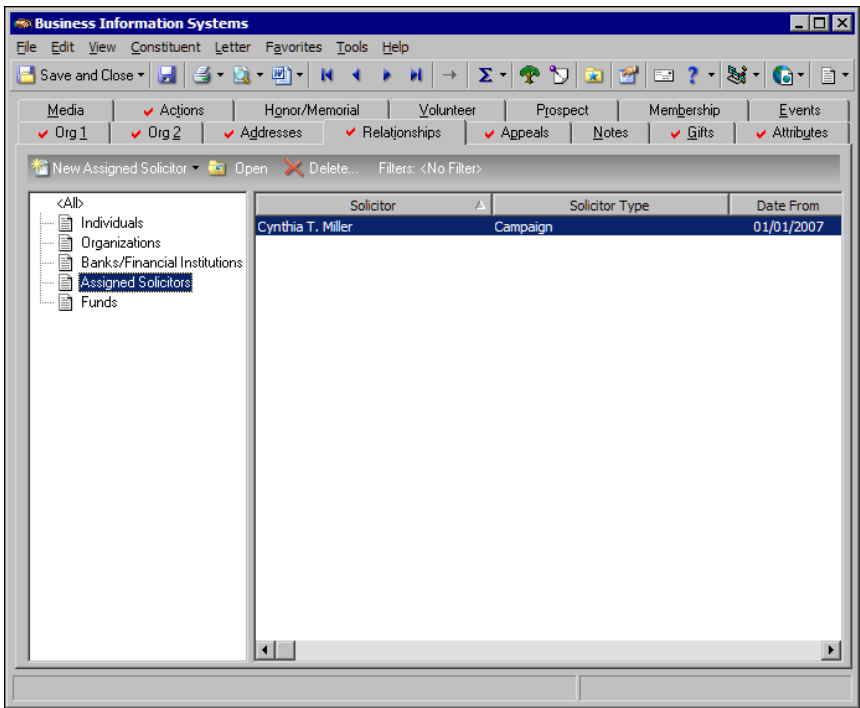 Business Information Systems
File Edit View Constituent Letter Favorites Tools Help
Save and Close
Media Actions Honor/Memorial Volunteer Prospect Membership Events
Org 1 Org 2 Addresses Relationships Appeals Notes Gifts Attributes
New Assigned Solicitor Open Delete... Filters: <No Filter>
<All>
Individuals
Organizations
Banks/Financial Institutions
Assigned Solicitors
Funds
Solicitor Solicitor Type Date From
Cynthia T. Miller Campaign 01/01/2007